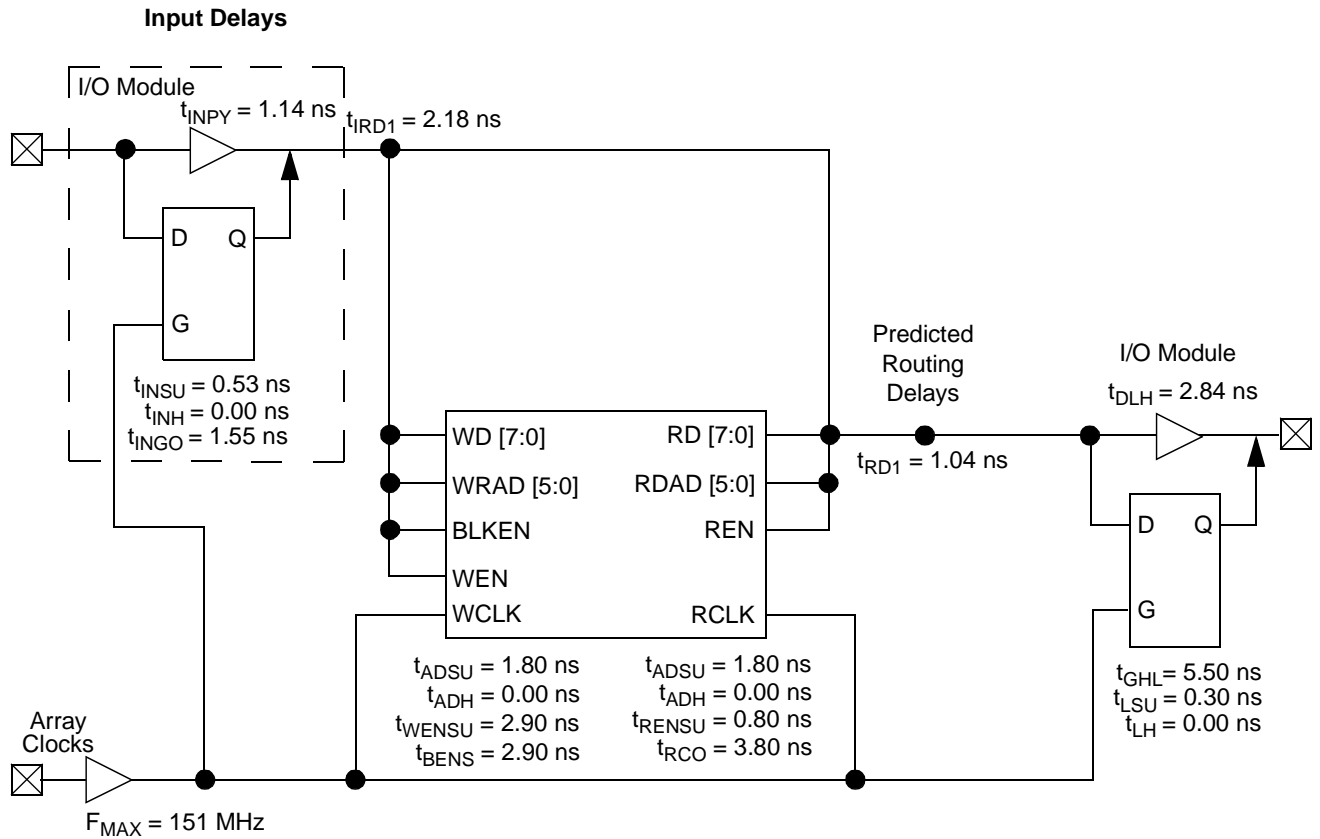 Input Delays
I/O Module
tINPY = 1.14 ns
tIRD1 = 2.18 ns
D Q
G
tINSU = 0.53 ns
tINH = 0.00 ns
tINGO = 1.55 ns
Predicted
Routing
Delays
tRD1 = 1.04 ns
I/O Module
tDLH = 2.84 ns
WD [7:0] RD [7:0]
WRAD [5:0] RDAD [5:0]
BLKEN REN
WEN
WCLK RCLK
D Q
G
tADSU = 1.80 ns
tADH = 0.00 ns
tWENSU = 2.90 ns
tBENS = 2.90 ns
tADSU = 1.80 ns
tADH = 0.00 ns
tRENSU = 0.80 ns
tRCO = 3.80 ns
tGHL= 5.50 ns
tLSU = 0.30 ns
tLH = 0.00 ns
Array
Clocks
FMAX = 151 MHz